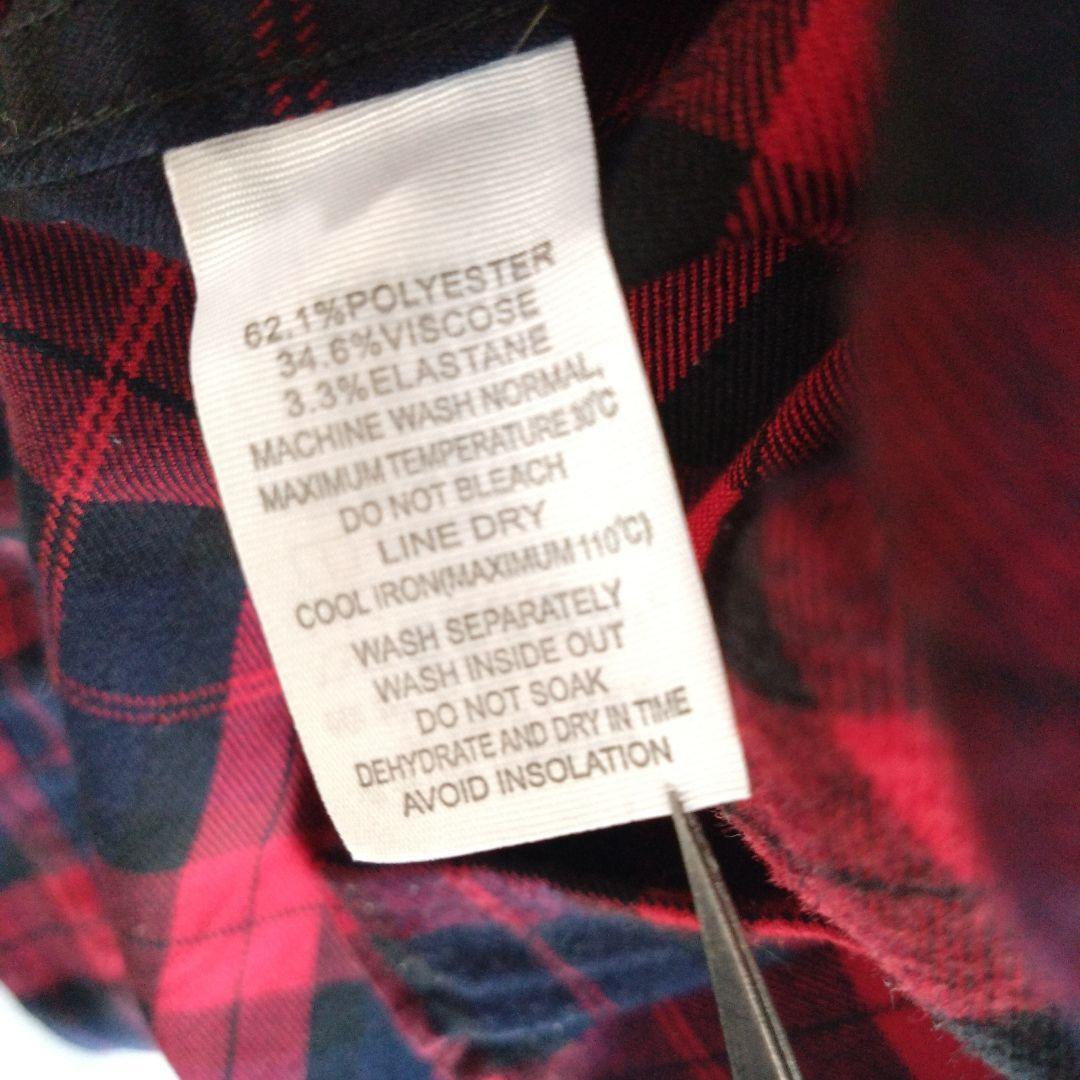 62.1%POLYESTER
34.6%VISCOSE
3.3%ELASTANE
MACHINE WASH NORMAL,
MAXIMUM TEMPERATURE 30°C
DO NOT BLEACH
LINE DRY
COOL IRON(MAXIMUM 110°C)
WASH SEPARATELY
WASH INSIDE OUT
DO NOT SOAK
DEHYDRATE AND DRY IN TIME
AVOID INSOLATION